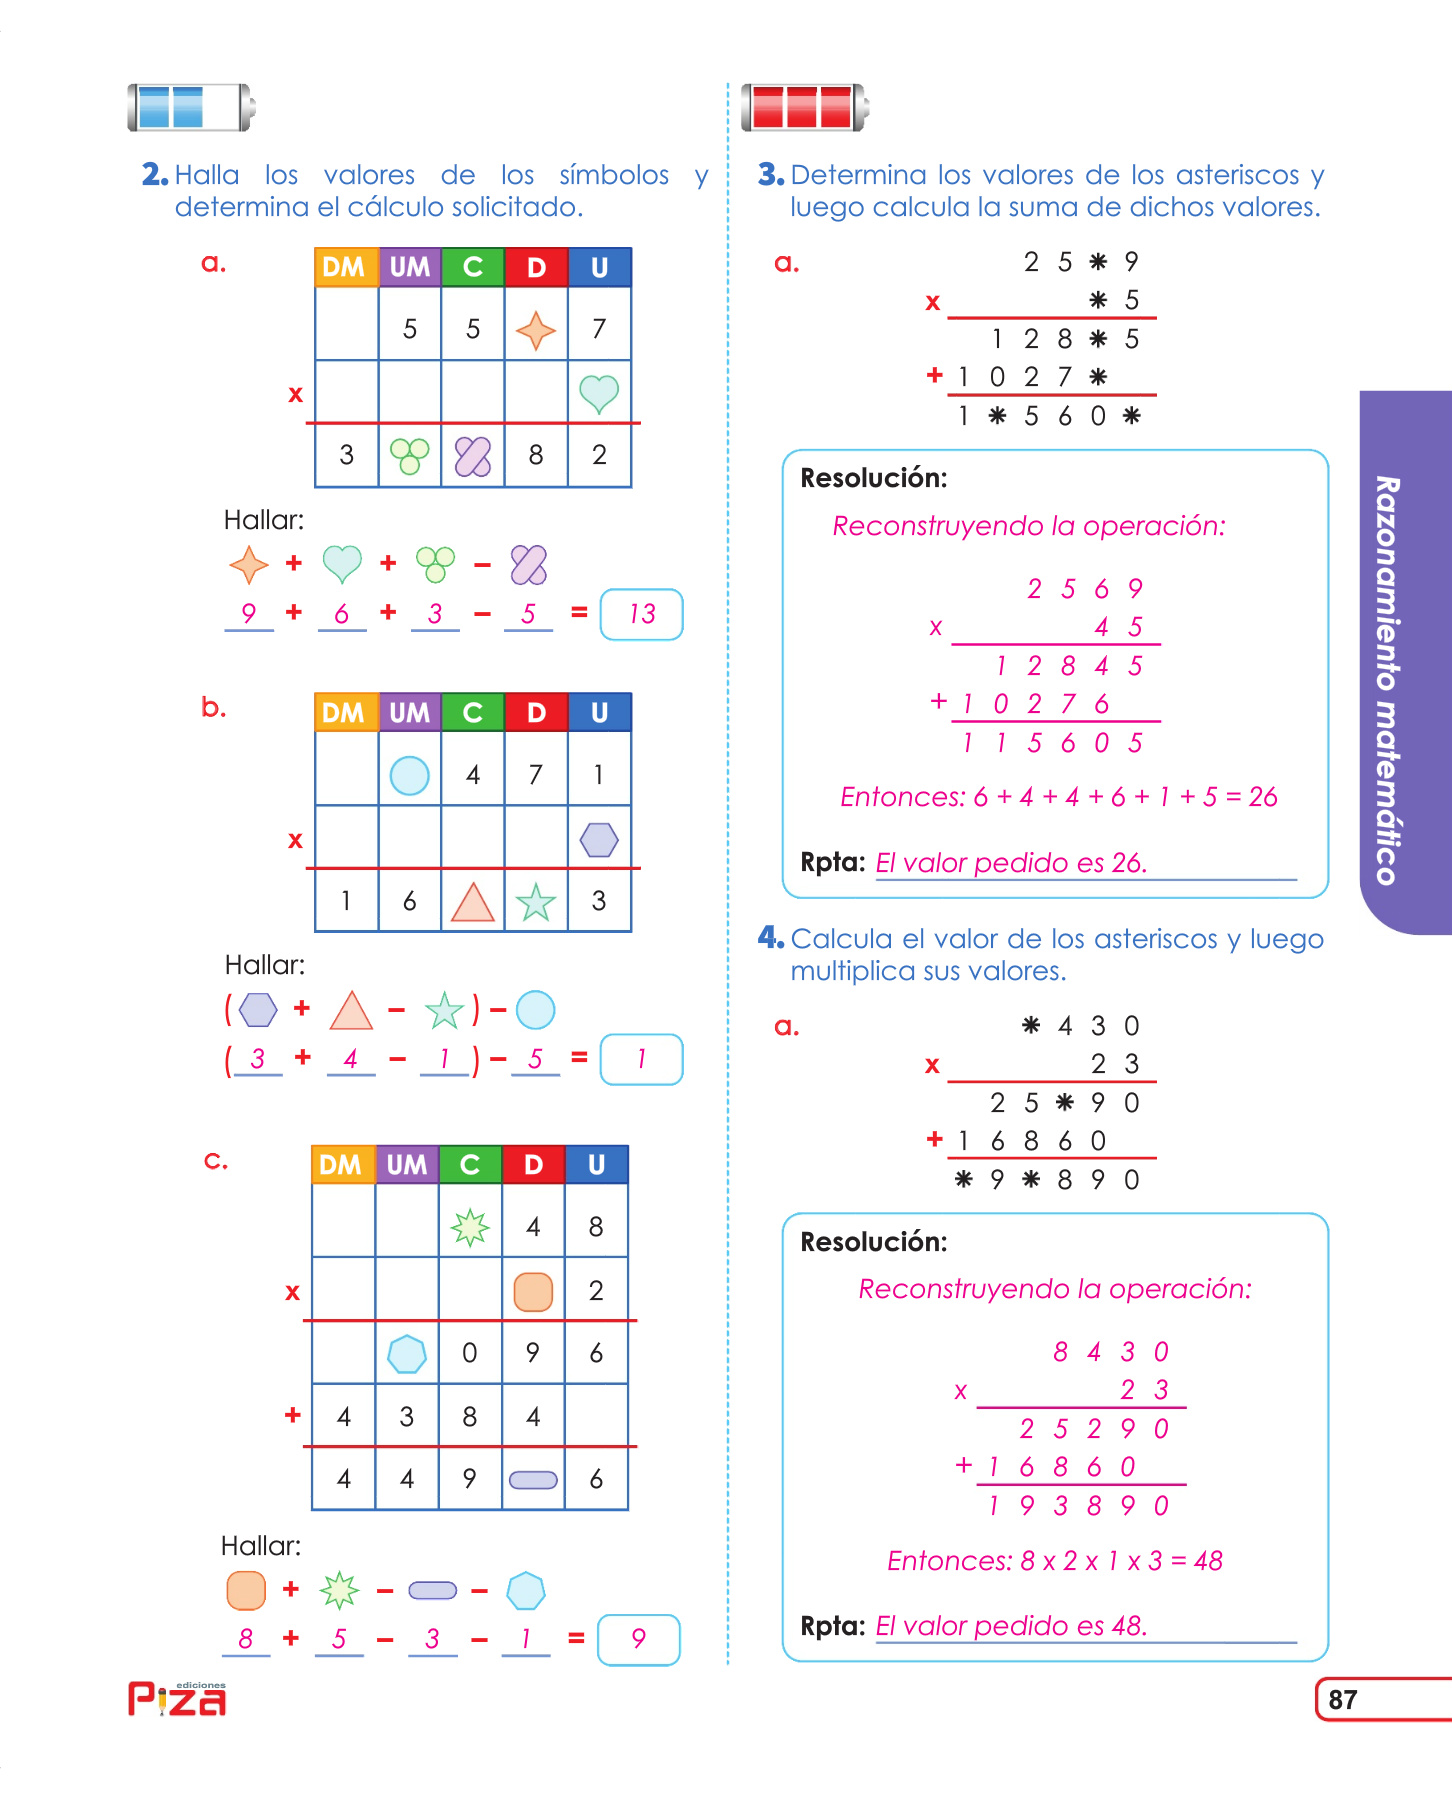 2. Halla los valores de los símbolos y
determina el cálculo solicitado.
a.
DM UM C D U
5 5 7
x
3 8 2
Hallar:
+ + −
9 + 6 + 3 − 5 = 13
b.
DM UM C D U
4 7 1
x
1 6 3
Hallar:
( + − ) −
( 3 + 4 − 1 ) − 5 = 1
c.
DM UM C D U
4 8
x 2
0 9 6
+ 4 3 8 4
4 4 9 6
Hallar:
+ − −
8 + 5 − 3 − 1 = 9
ediciones
Piza
3. Determina los valores de los asteriscos y
luego calcula la suma de dichos valores.
a.
2 5 * 9
x * 5
1 2 8 * 5
+ 1 0 2 7 *
1 * 5 6 0 *
Resolución:
Reconstruyendo la operación:
2 5 6 9
x 4 5
1 2 8 4 5
+ 1 0 2 7 6
1 1 5 6 0 5
Entonces: 6 + 4 + 4 + 6 + 1 + 5 = 26
Rpta: El valor pedido es 26.
4. Calcula el valor de los asteriscos y luego
multiplica sus valores.
a.
* 4 3 0
x 2 3
2 5 * 9 0
+ 1 6 8 6 0
* 9 * 8 9 0
Resolución:
Reconstruyendo la operación:
8 4 3 0
x 2 3
2 5 2 9 0
+ 1 6 8 6 0
1 9 3 8 9 0
Entonces: 8 x 2 x 1 x 3 = 48
Rpta: El valor pedido es 48.
Razonamiento matemático
87